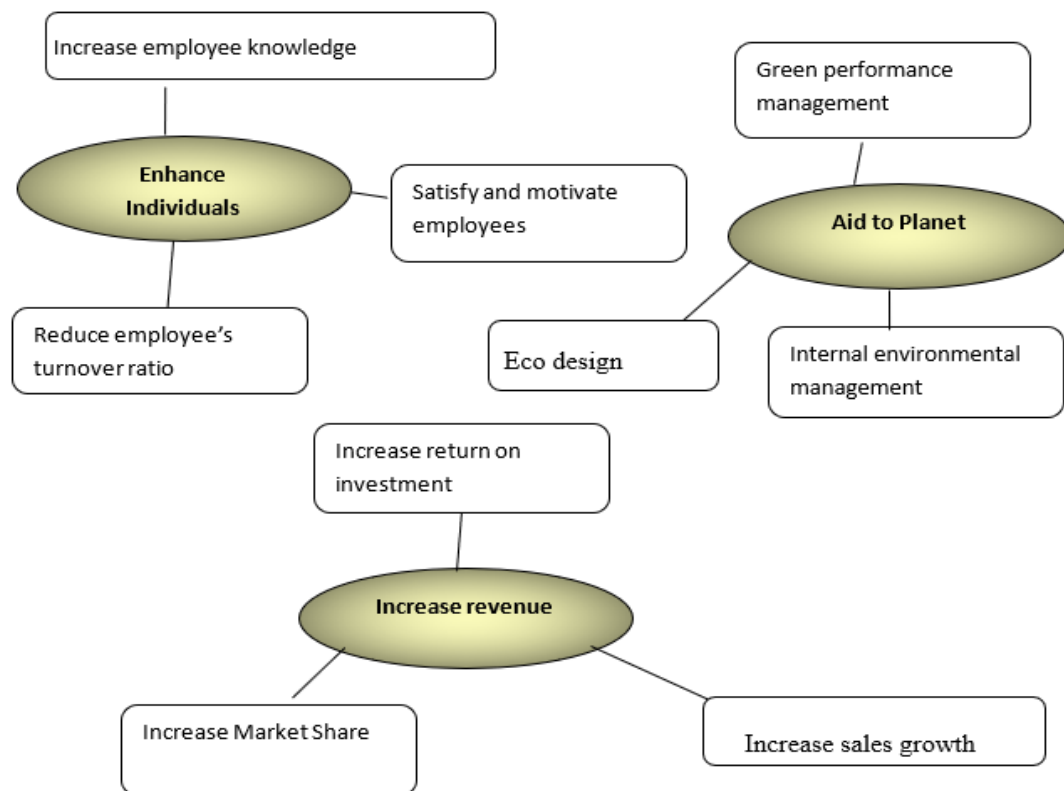 Increase employee knowledge
Enhance
Individuals
Satisfy and motivate
employees
Reduce employee’s
turnover ratio
Green performance
management
Aid to Planet
Eco design
Internal environmental
management
Increase return on
investment
Increase revenue
Increase Market Share
Increase sales growth